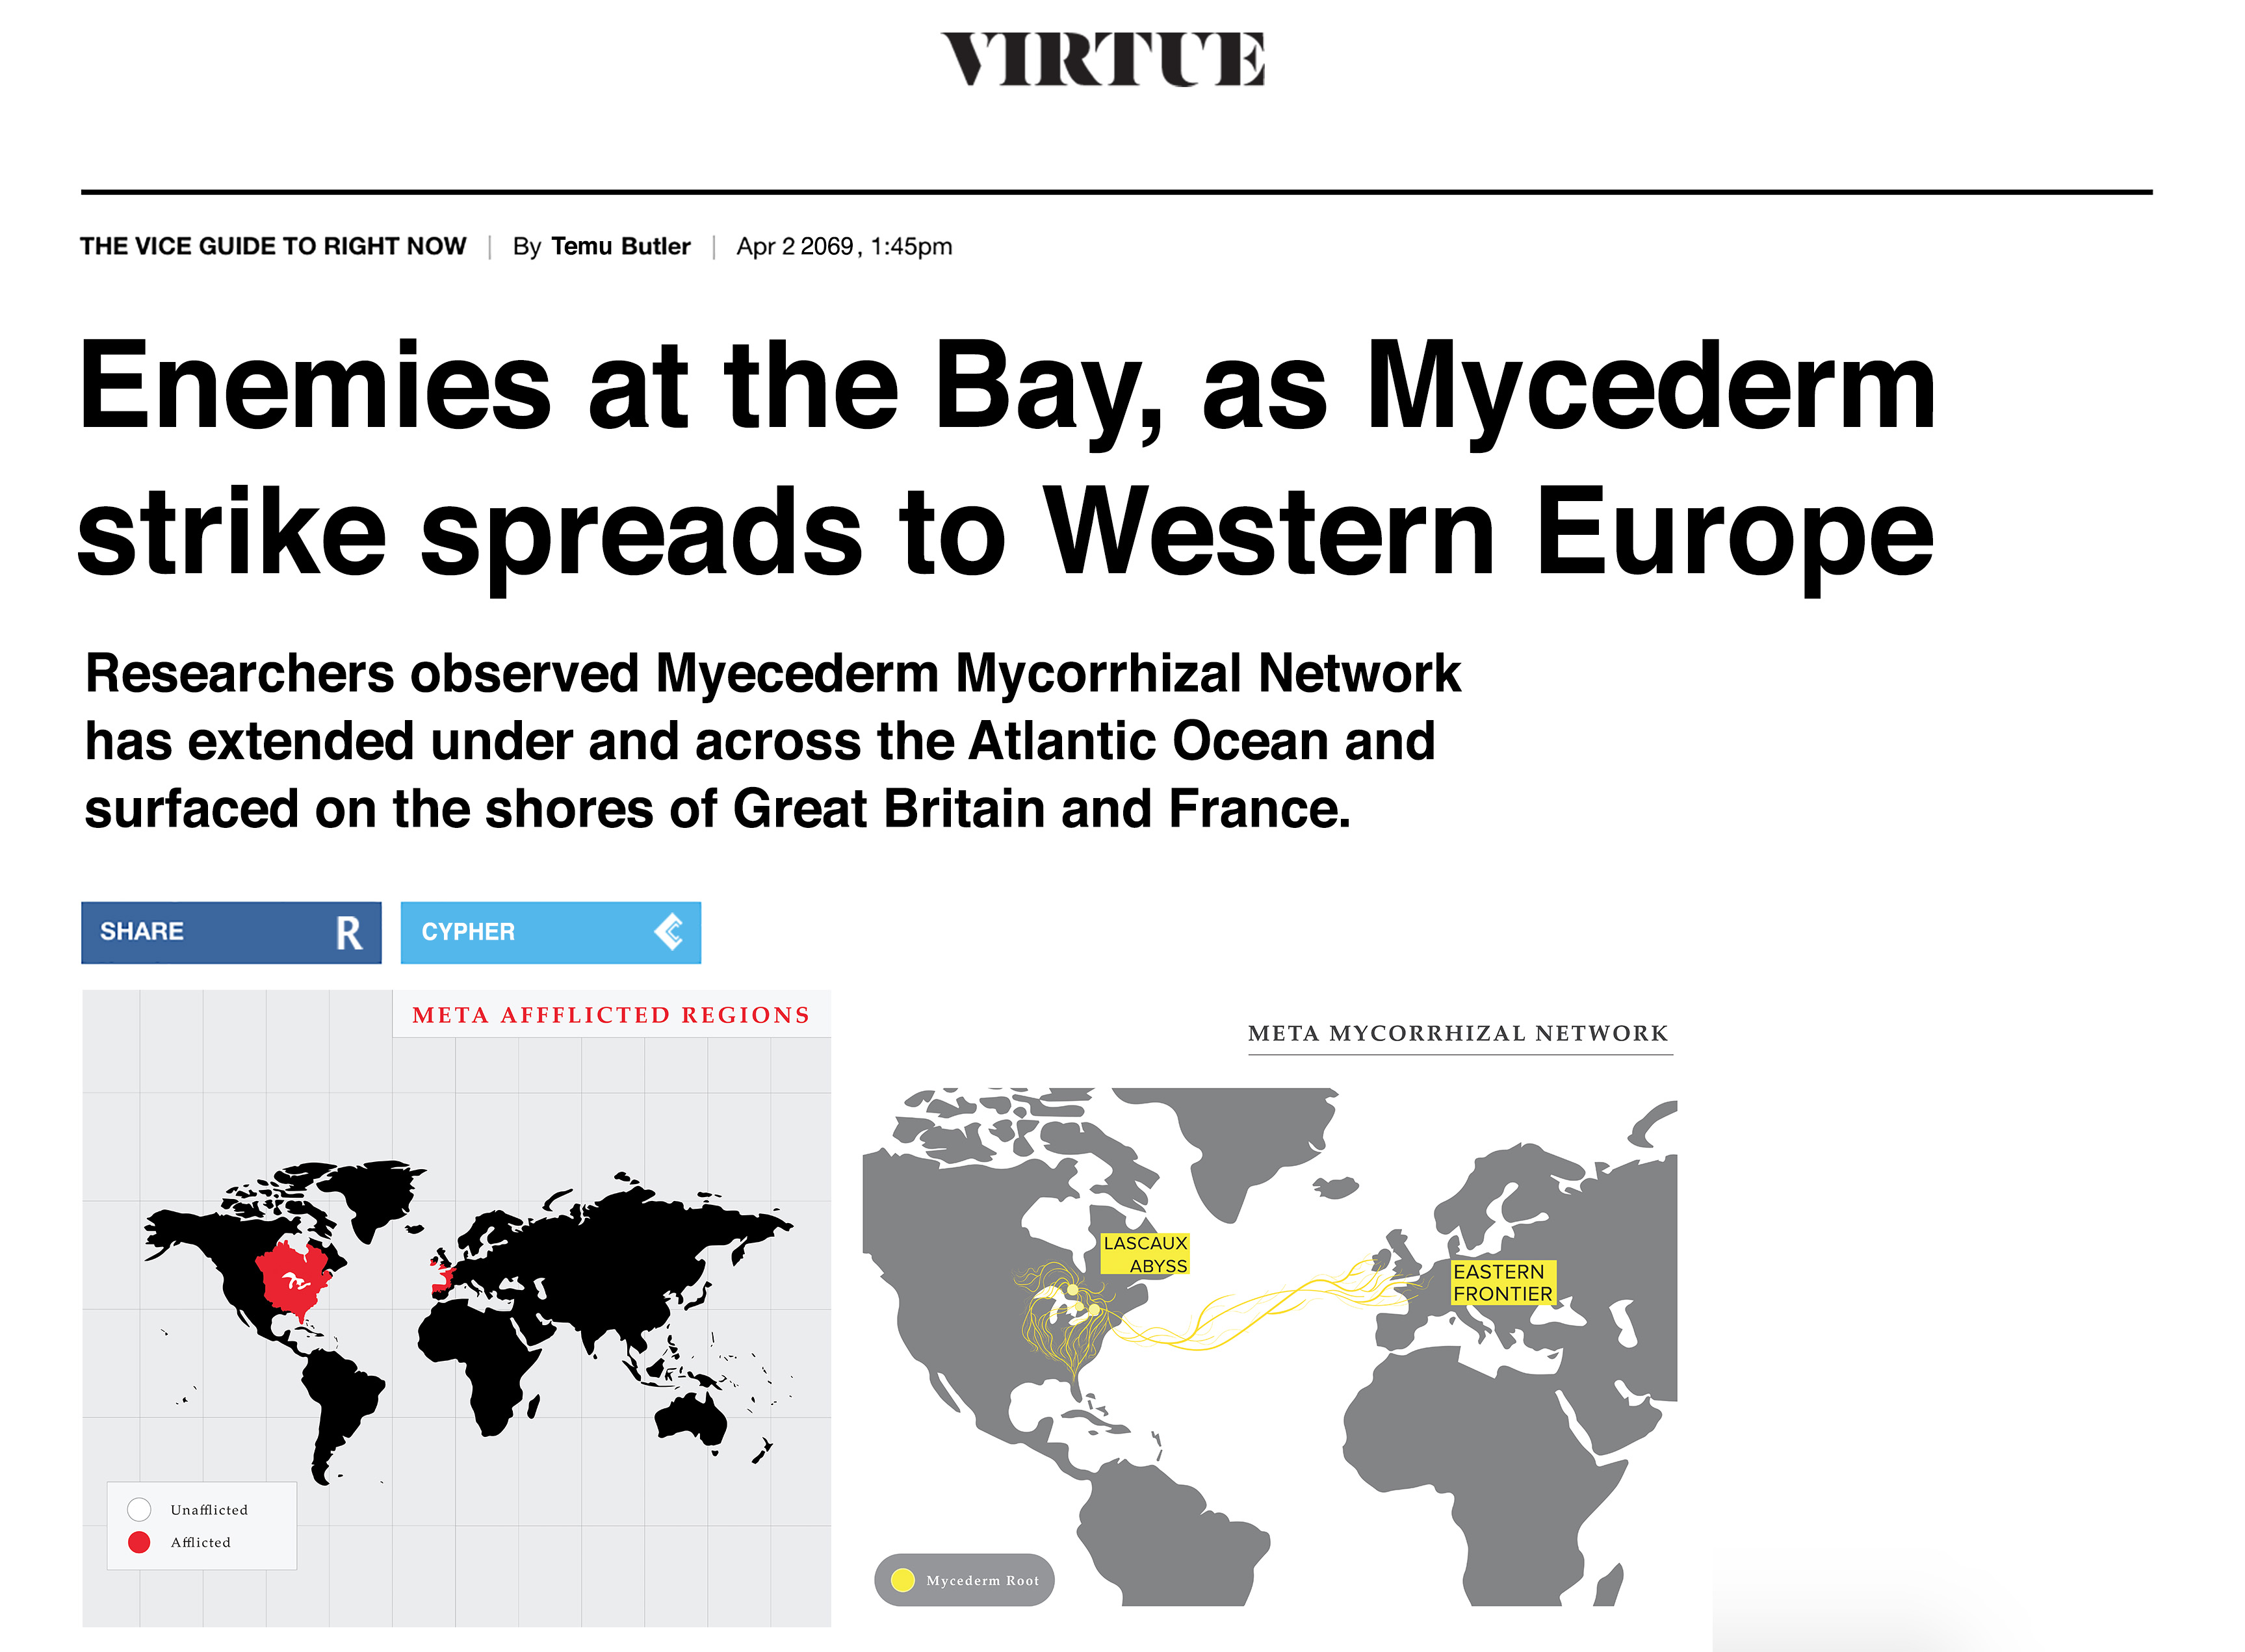 VIRTUE
THE VICE GUIDE TO RIGHT NOW | By Temu Butler | Apr 2 2069, 1:45pm
Enemies at the Bay, as Mycederm
strike spreads to Western Europe
Researchers observed Myecederm Mycorrhizal Network
has extended under and across the Atlantic Ocean and
surfaced on the shores of Great Britain and France.
SHARE R
CYPHER
META AFFFLICTED REGIONS
Unafflicted
Afflicted
META MYCORRHIZAL NETWORK
LASCAUX
ABYSS
EASTERN
FRONTIER
Mycederm Root